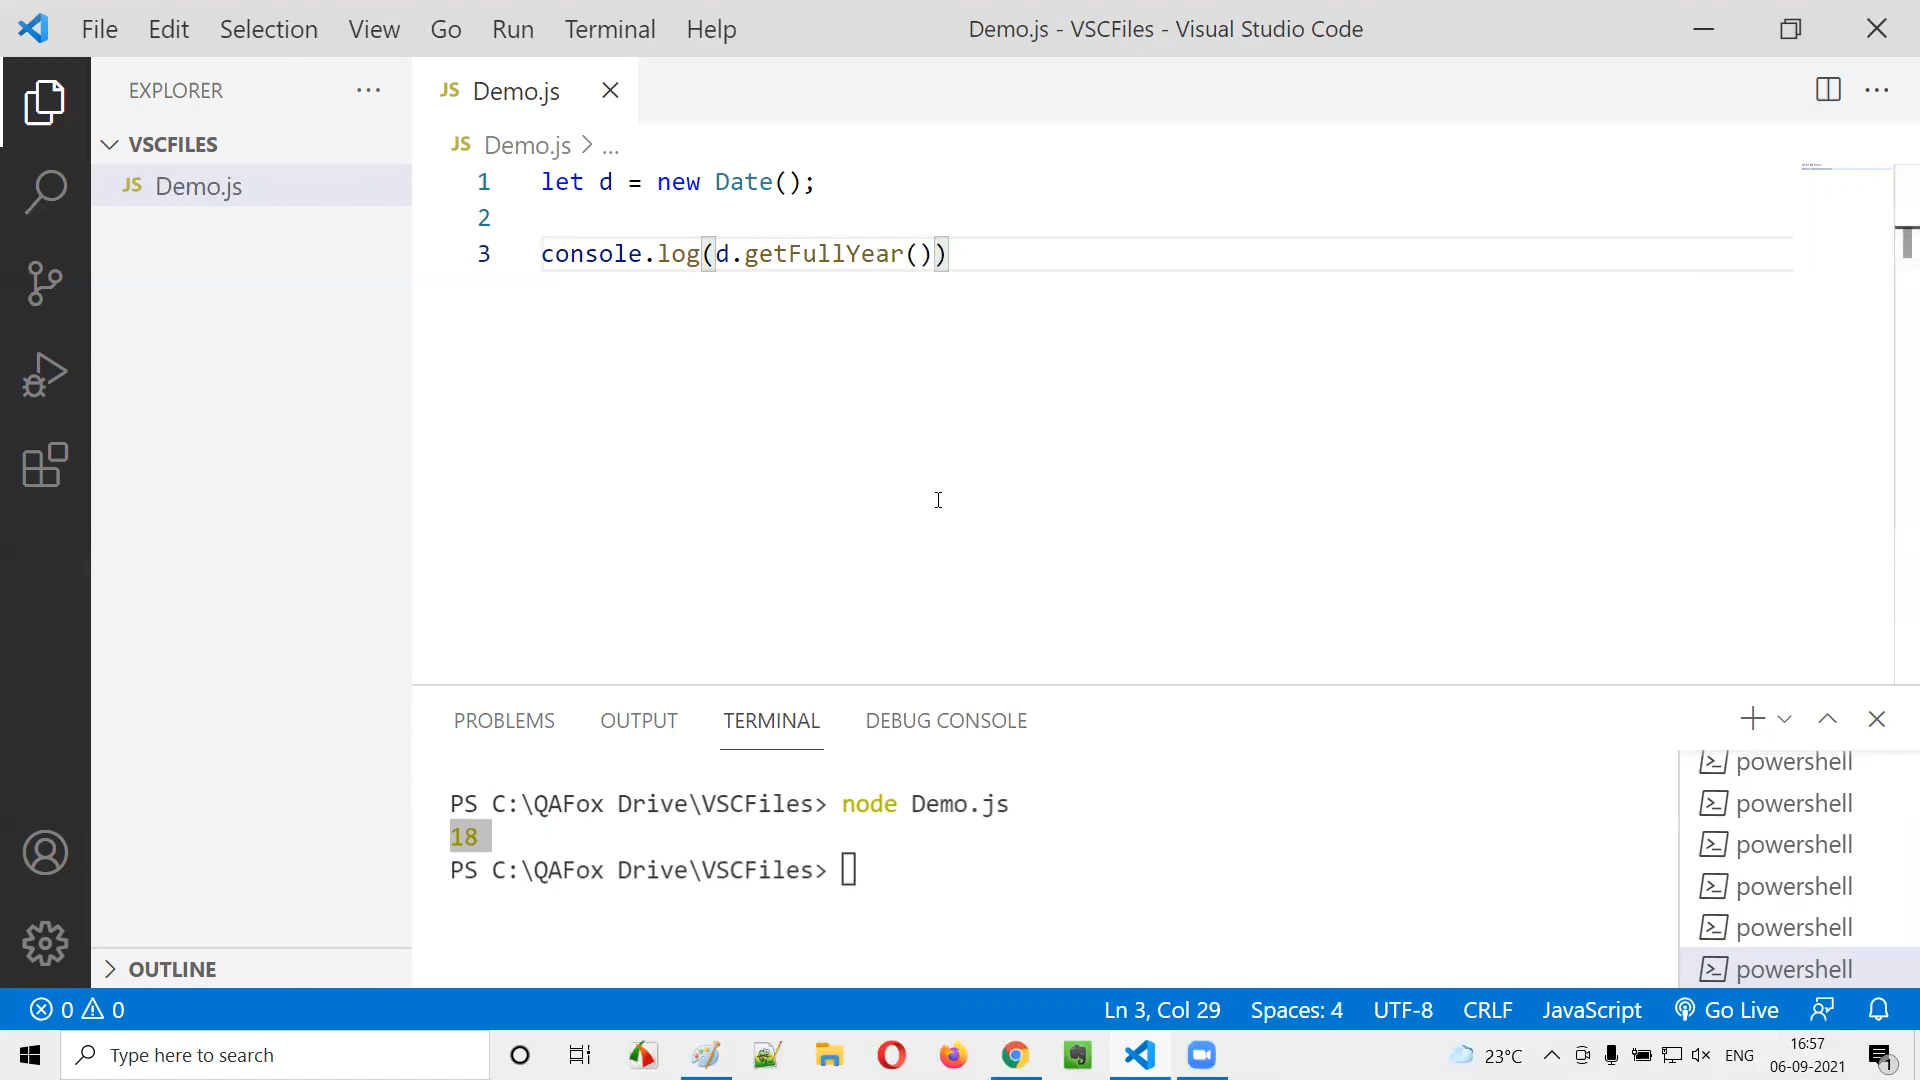 File Edit Selection View Go Run Terminal Help Demo.js - VSCFiles - Visual Studio Code
EXPLORER ...
JS Demo.js
VSCFILES
JS Demo.js > ...
JS Demo.js
1 let d = new Date();
2
3 console.log(d.getFullYear())
PROBLEMS OUTPUT TERMINAL DEBUG CONSOLE
PS C:\QAFox Drive\VSCFiles> node Demo.js
18
PS C:\QAFox Drive\VSCFiles>
powershell
powershell
powershell
powershell
powershell
powershell
OUTLINE
0 0 Ln 3, Col 29 Spaces: 4 UTF-8 CRLF JavaScript Go Live
Type here to search 23°C ENG 16:57
06-09-2021 1